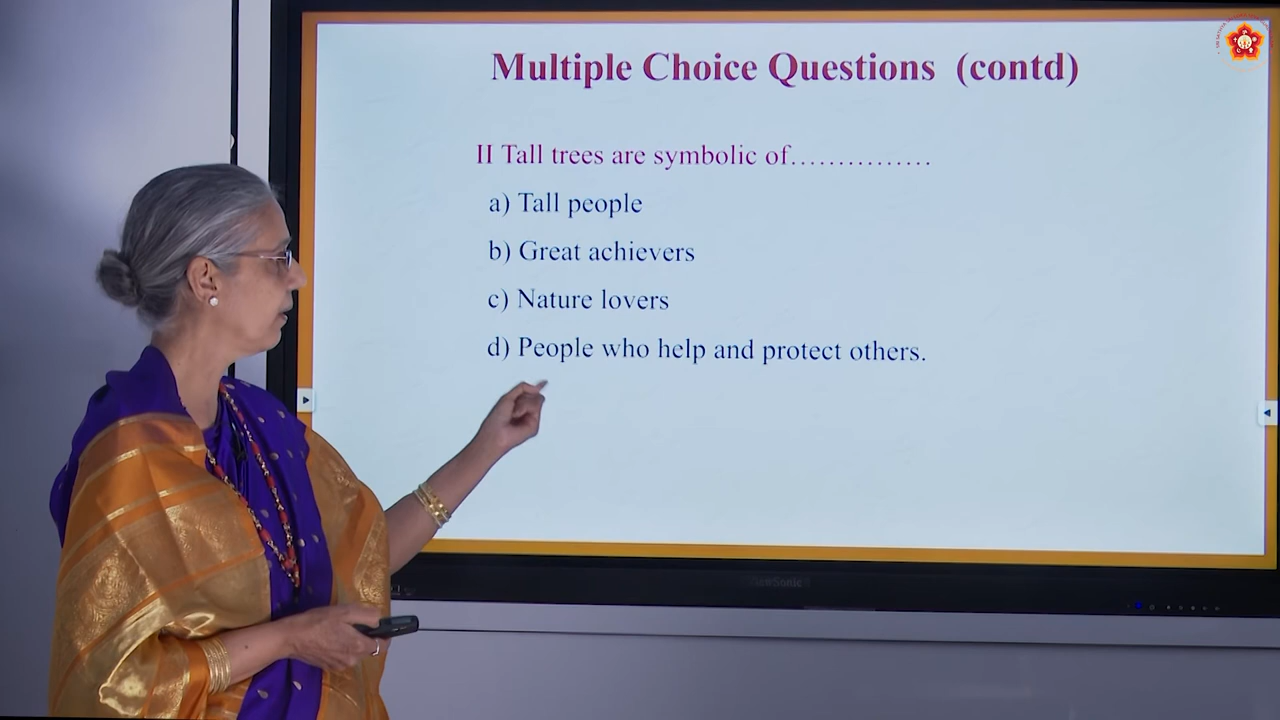 Multiple Choice Questions (contd)
II Tall trees are symbolic of……………
a) Tall people
b) Great achievers
c) Nature lovers
d) People who help and protect others.
ViewSonic